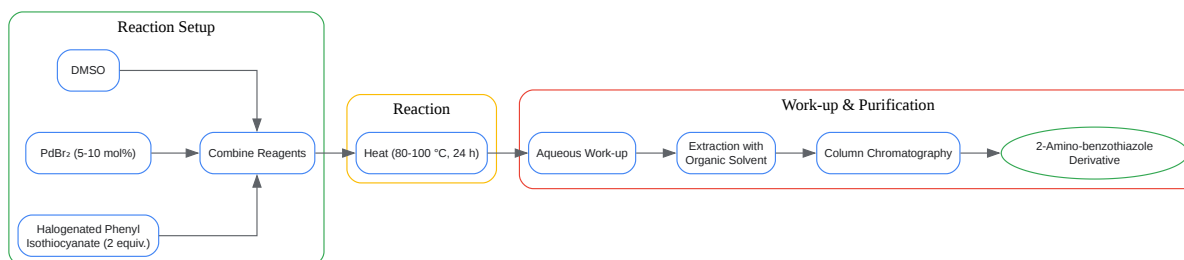 Reaction Setup
DMSO
PdBr₂ (5-10 mol%)
Combine Reagents
Halogenated Phenyl
Isothiocyanate (2 equiv.)
Reaction
Heat (80-100 °C, 24 h)
Work-up & Purification
Aqueous Work-up
Extraction with
Organic Solvent
Column Chromatography
2-Amino-benzothiazole
Derivative